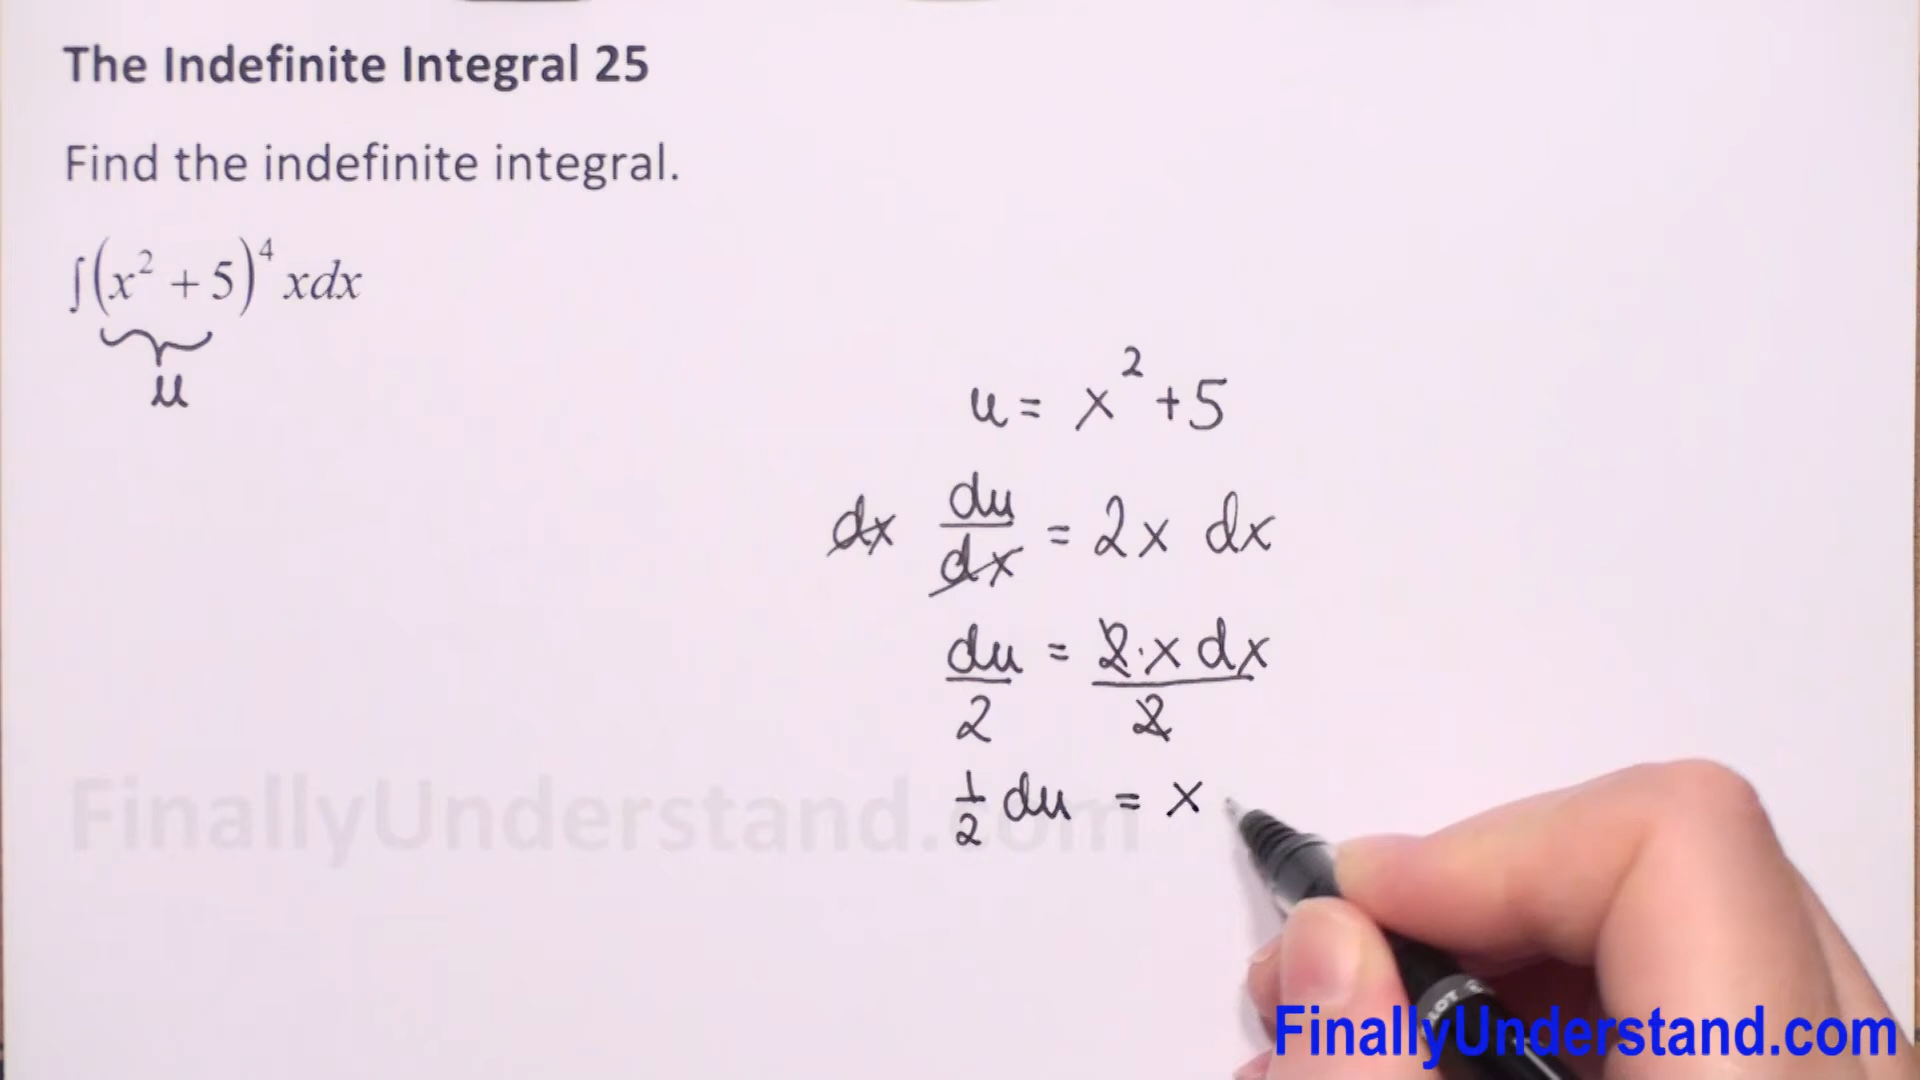 The Indefinite Integral 25
Find the indefinite integral.
∫(x² + 5)⁴ xdx
u
u = x² + 5
dx du/dx = 2x dx
du/2 = 2·x dx/2
1/2 du = x
FinallyUnderstand.com
PILOT
FinallyUnderstand.com